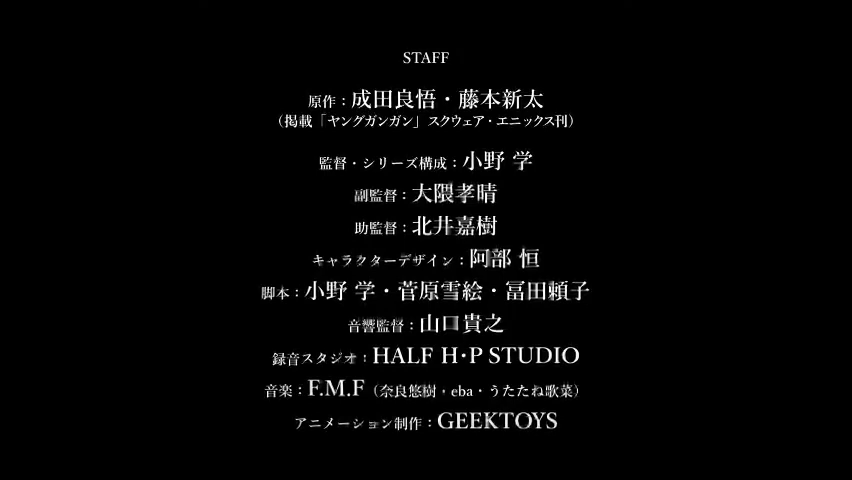 STAFF
原作：成田良悟・藤本新太
（掲載「ヤングガンガン」スクウェア・エニックス刊）
監督・シリーズ構成：小野 学
副監督：大隈孝晴
助監督：北井嘉樹
キャラクターデザイン：阿部 恒
脚本：小野 学・菅原雪絵・冨田頼子
音響監督：山口貴之
録音スタジオ：HALF H・P STUDIO
音楽：F.M.F（奈良悠樹・eba・うたたね歌菜）
アニメーション制作：GEEKTOYS